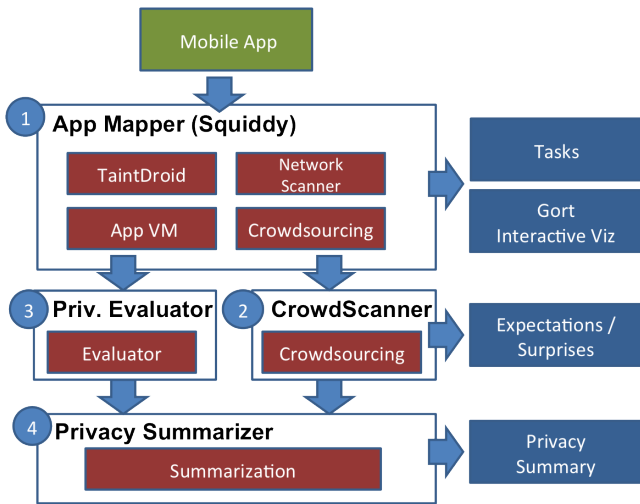 Mobile App
1
App Mapper (Squiddy)
TaintDroid
Network
Scanner
App VM
Crowdsourcing
Tasks
Gort
Interactive Viz
3
Priv. Evaluator
Evaluator
2
CrowdScanner
Crowdsourcing
Expectations /
Surprises
4
Privacy Summarizer
Summarization
Privacy
Summary